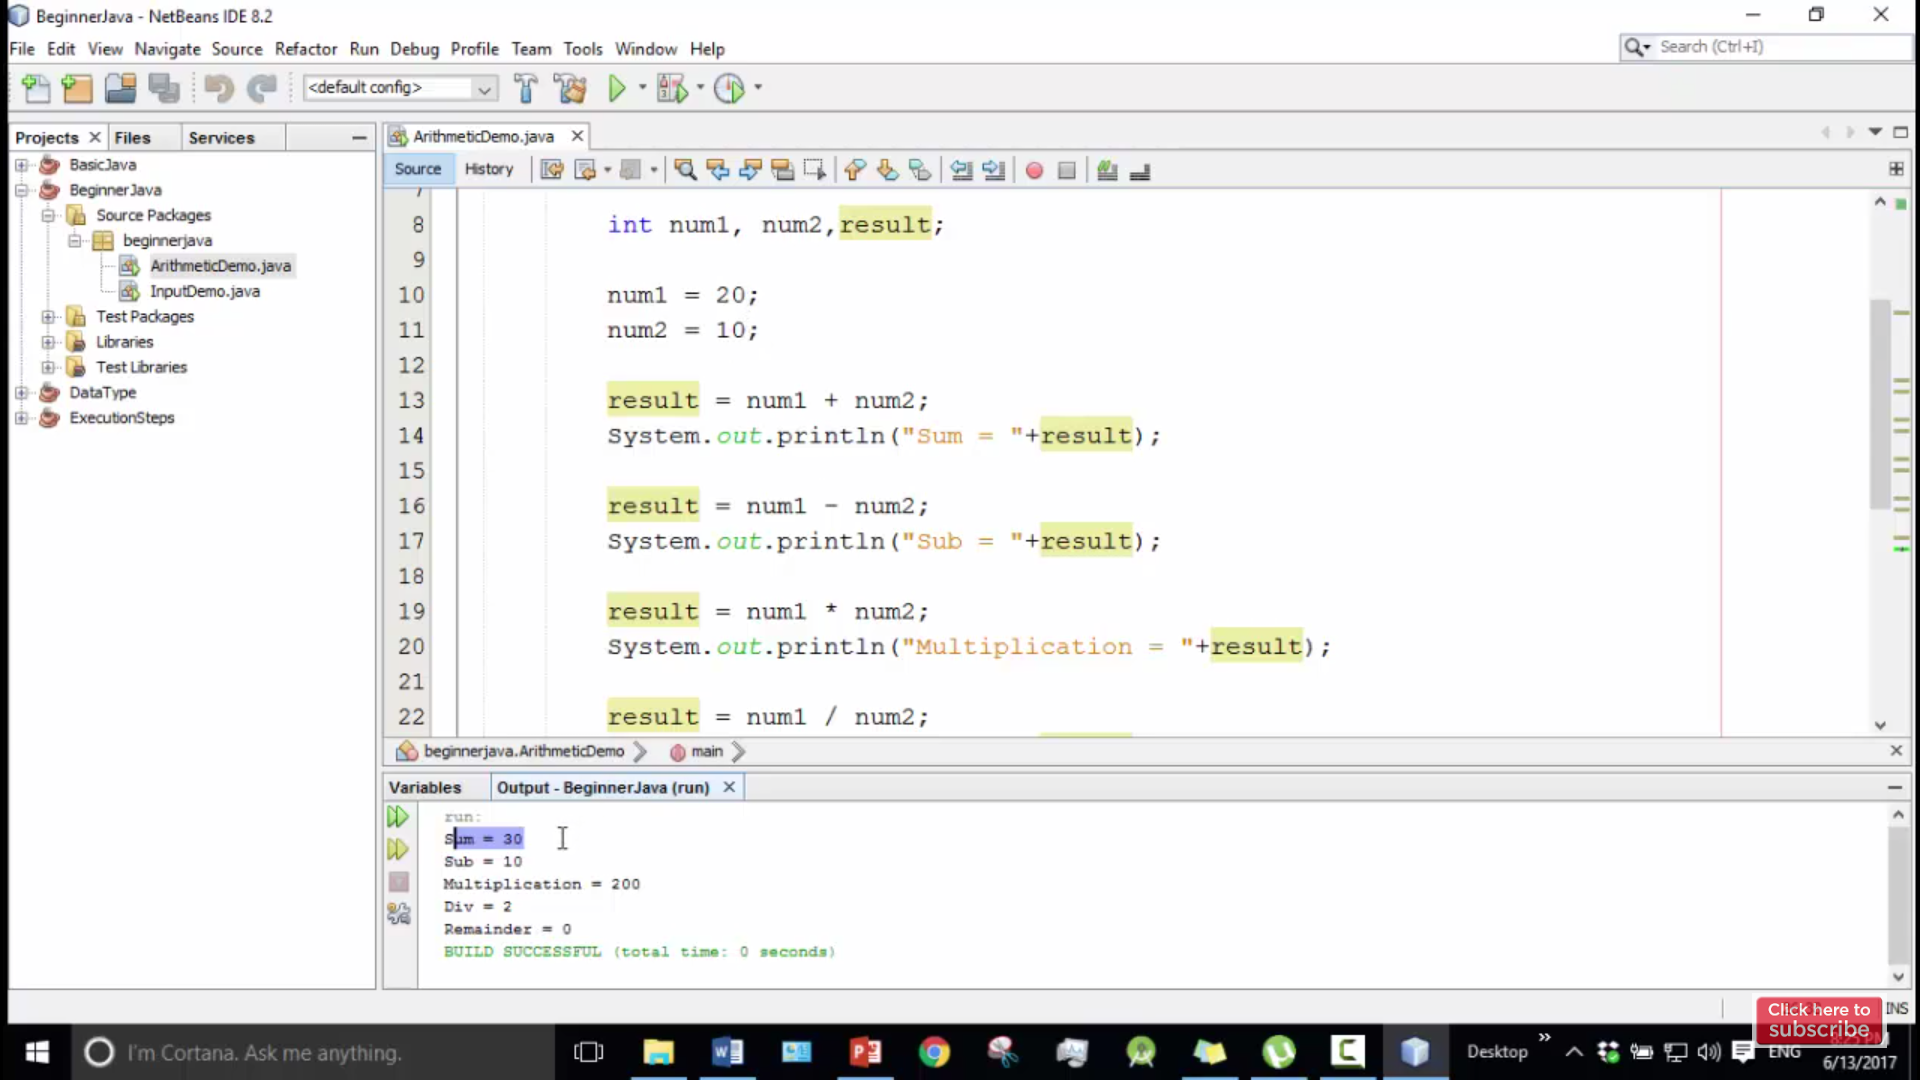 BeginnerJava - NetBeans IDE 8.2
File Edit View Navigate Source Refactor Run Debug Profile Team Tools Window Help
Search (Ctrl+I)
<default config>
Projects Files Services
ArithmeticDemo.java
Source History
BasicJava
BeginnerJava
Source Packages
beginnerjava
ArithmeticDemo.java
InputDemo.java
Test Packages
Libraries
Test Libraries
DataType
ExecutionSteps
8 int num1, num2,result;
9
10 num1 = 20;
11 num2 = 10;
12
13 result = num1 + num2;
14 System.out.println("Sum = "+result);
15
16 result = num1 - num2;
17 System.out.println("Sub = "+result);
18
19 result = num1 * num2;
20 System.out.println("Multiplication = "+result);
21
22 result = num1 / num2;
beginnerjava.ArithmeticDemo main
Variables Output - BeginnerJava (run)
run:
Sum = 30
Sub = 10
Multiplication = 200
Div = 2
Remainder = 0
BUILD SUCCESSFUL (total time: 0 seconds)
Click here to
subscribe
INS
I'm Cortana. Ask me anything.
Desktop
ENG
6/13/2017